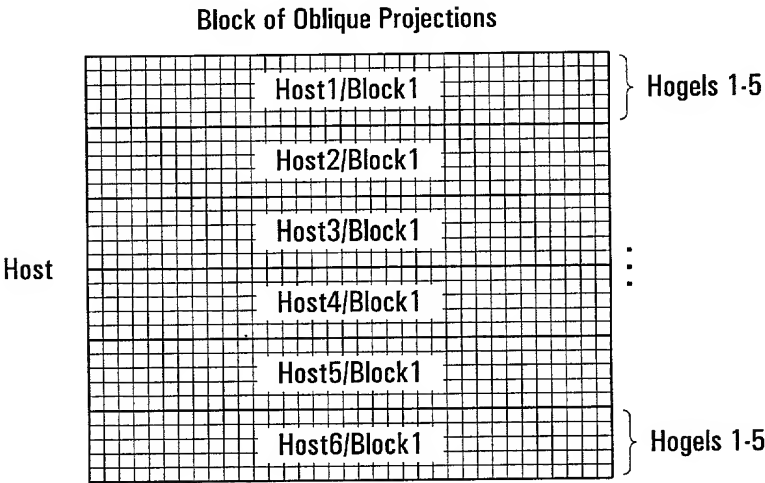 Block of Oblique Projections
Host1/Block1
Hogels 1-5
Host2/Block1
Host3/Block1
Host
Host4/Block1
Host5/Block1
Host6/Block1
Hogels 1-5